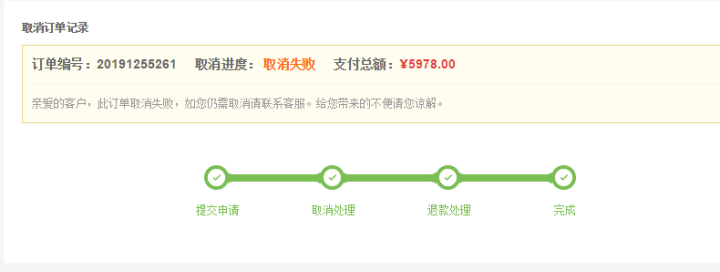 取消订单记录
订单编号：20191255261 取消进度：取消失败 支付总额：¥5978.00
亲爱的客户，此订单取消失败，如您仍需取消请联系客服。给您带来的不便请您谅解。
提交申请 取消处理 退款处理 完成